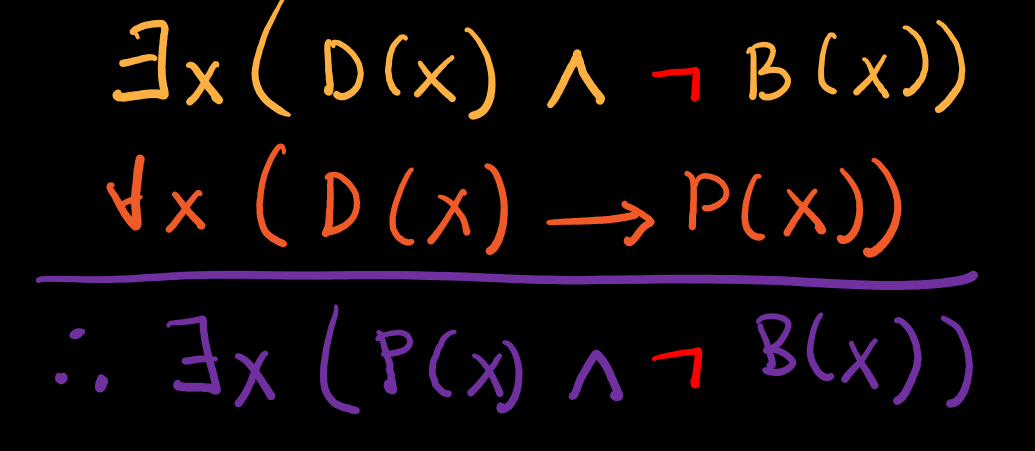 ∃x ( D(x) ∧ ¬ B(x))
∀x ( D(x) → P(x))
∴ ∃x ( P(x) ∧ ¬ B(x))